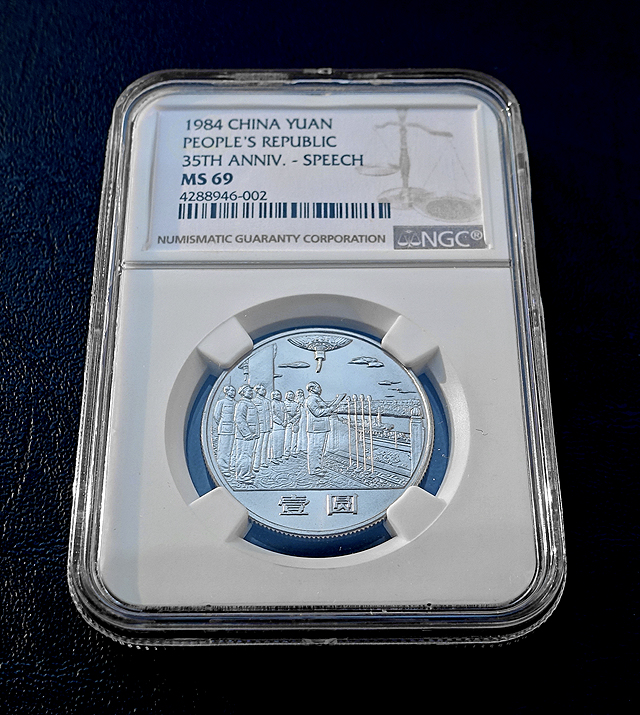 1984 CHINA YUAN
PEOPLE'S REPUBLIC
35TH ANNIV. - SPEECH
MS 69
4288946-002
NUMISMATIC GUARANTY CORPORATION NGC®
壹圆